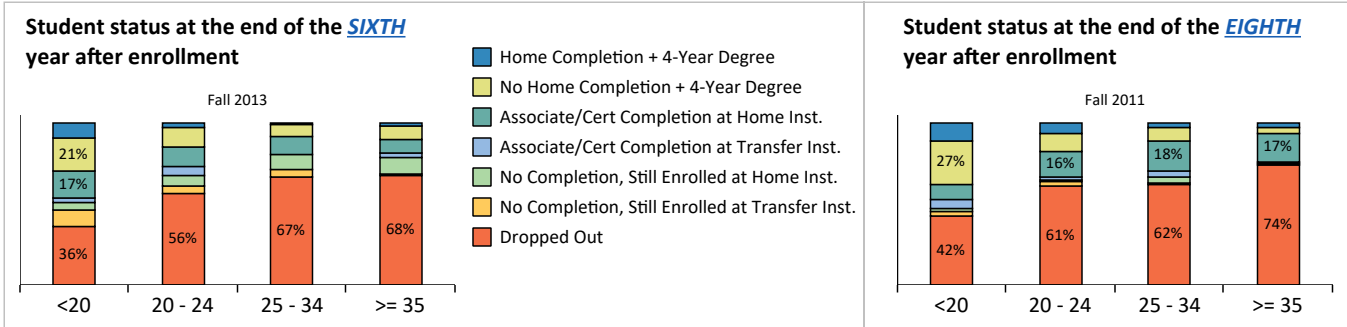 Student status at the end of the SIXTH
year after enrollment
Fall 2013
21%
17%
36%
56%
67%
68%
<20
20 - 24
25 - 34
>= 35
Home Completion + 4-Year Degree
No Home Completion + 4-Year Degree
Associate/Cert Completion at Home Inst.
Associate/Cert Completion at Transfer Inst.
No Completion, Still Enrolled at Home Inst.
No Completion, Still Enrolled at Transfer Inst.
Dropped Out
Student status at the end of the EIGHTH
year after enrollment
Fall 2011
27%
42%
16%
61%
18%
62%
17%
74%
<20
20 - 24
25 - 34
>= 35